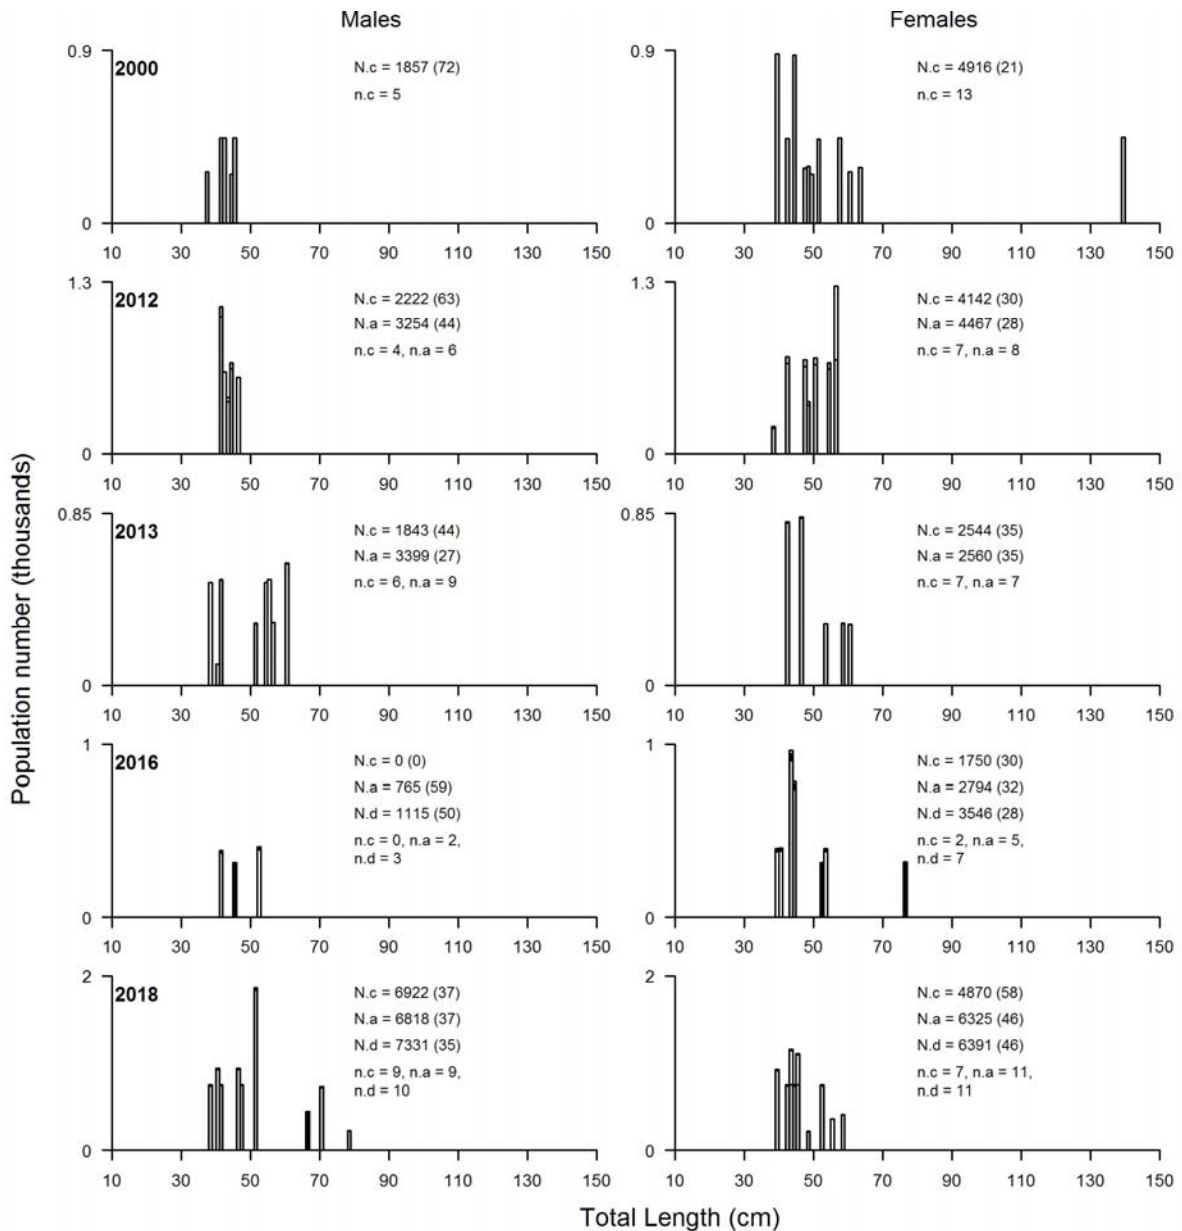 Males
Females
Population number (thousands)
0.9
0
2000
N.c = 1857 (72)
n.c = 5
10 30 50 70 90 110 130 150
0.9
0
N.c = 4916 (21)
n.c = 13
10 30 50 70 90 110 130 150
1.3
0
2012
N.c = 2222 (63)
N.a = 3254 (44)
n.c = 4, n.a = 6
10 30 50 70 90 110 130 150
1.3
0
N.c = 4142 (30)
N.a = 4467 (28)
n.c = 7, n.a = 8
10 30 50 70 90 110 130 150
0.85
0
2013
N.c = 1843 (44)
N.a = 3399 (27)
n.c = 6, n.a = 9
10 30 50 70 90 110 130 150
0.85
0
N.c = 2544 (35)
N.a = 2560 (35)
n.c = 7, n.a = 7
10 30 50 70 90 110 130 150
1
0
2016
N.c = 0 (0)
N.a = 765 (59)
N.d = 1115 (50)
n.c = 0, n.a = 2,
n.d = 3
10 30 50 70 90 110 130 150
1
0
N.c = 1750 (30)
N.a = 2794 (32)
N.d = 3546 (28)
n.c = 2, n.a = 5,
n.d = 7
10 30 50 70 90 110 130 150
2
0
2018
N.c = 6922 (37)
N.a = 6818 (37)
N.d = 7331 (35)
n.c = 9, n.a = 9,
n.d = 10
10 30 50 70 90 110 130 150
2
0
N.c = 4870 (58)
N.a = 6325 (46)
N.d = 6391 (46)
n.c = 7, n.a = 11,
n.d = 11
10 30 50 70 90 110 130 150
Total Length (cm)